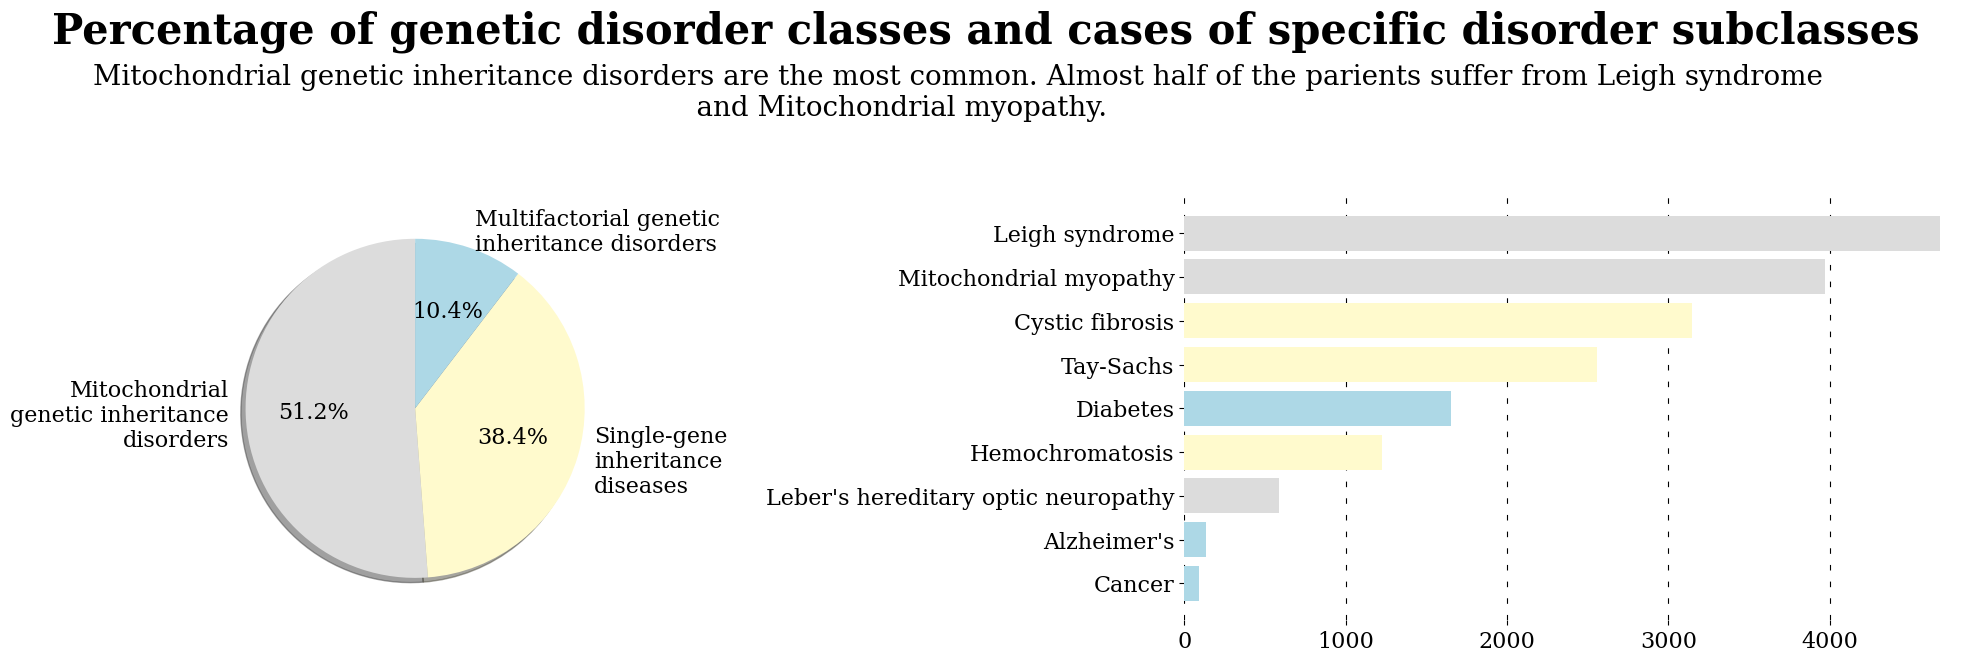 Percentage of genetic disorder classes and cases of specific disorder subclasses
Mitochondrial genetic inheritance disorders are the most common. Almost half of the parients suffer from Leigh syndrome
and Mitochondrial myopathy.
Multifactorial genetic
inheritance disorders
10.4%
Mitochondrial
genetic inheritance
disorders
51.2%
38.4%
Single-gene
inheritance
diseases
Leigh syndrome
Mitochondrial myopathy
Cystic fibrosis
Tay-Sachs
Diabetes
Hemochromatosis
Leber's hereditary optic neuropathy
Alzheimer's
Cancer
0 1000 2000 3000 4000